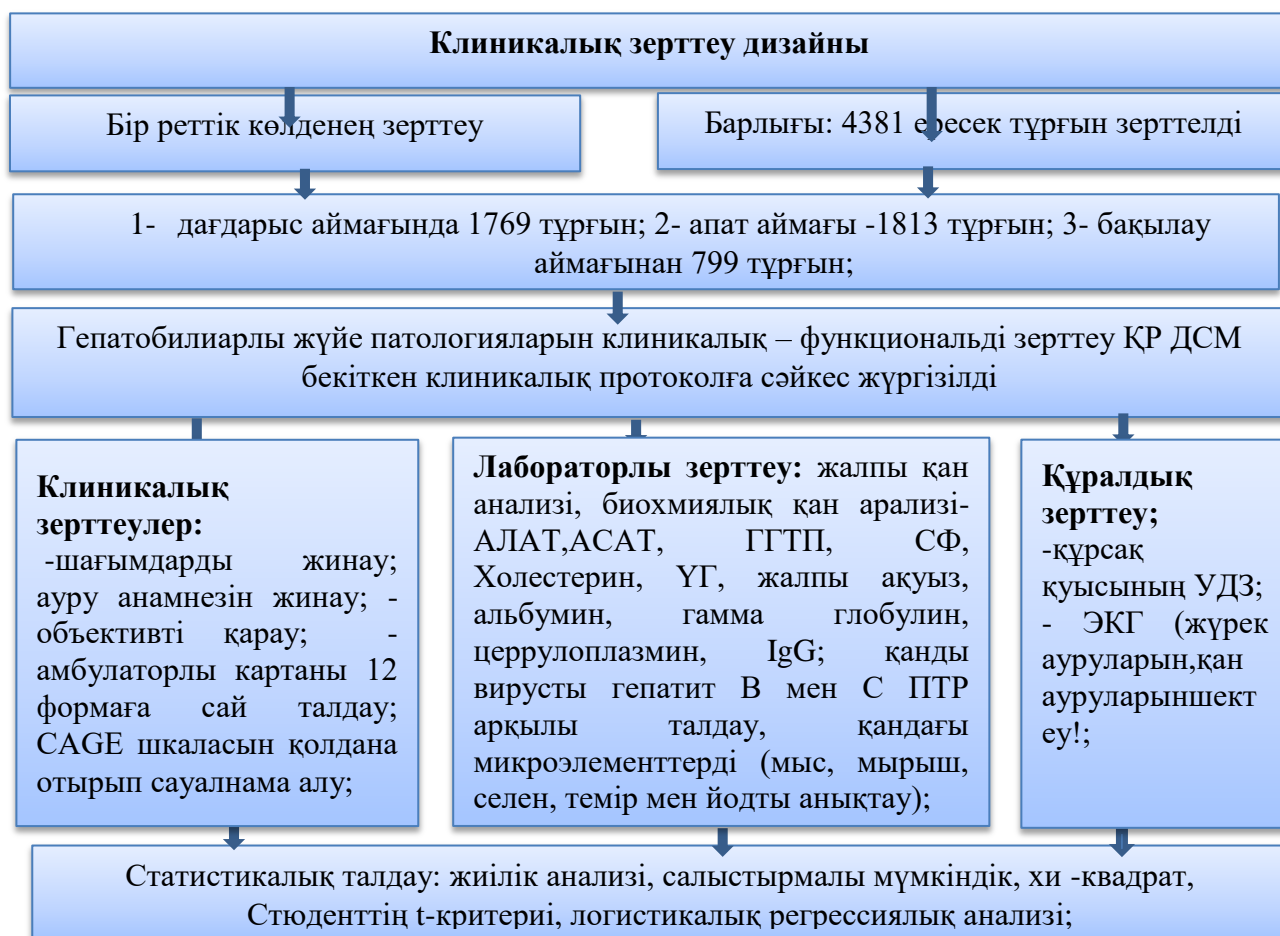 Клиникалық зерттеу дизайны
Бір реттік көлденең зерттеу
Барлығы: 4381 ересек тұрғын зерттелді
1- дағдарыс аймағында 1769 тұрғын; 2- апат аймағы -1813 тұрғын; 3- бақылау
аймағынан 799 тұрғын;
Гепатобилиарлы жүйе патологияларын клиникалық – функциональді зерттеу ҚР ДСМ
бекіткен клиникалық протоколға сәйкес жүргізілді
Клиникалық
зерттеулер:
-шағымдарды жинау;
ауру анамнезін жинау; -
объективті қарау; -
амбулаторлы картаны 12
формаға сай талдау;
CAGE шкаласын қолдана
отырып сауалнама алу;
Лабораторлы зерттеу: жалпы қан
анализі, биохмиялық қан арализі-
АЛАТ,АСАТ, ГГТП, СФ,
Холестерин, ҮГ, жалпы ақуыз,
альбумин, гамма глобулин,
церрулоплазмин, IgG; қанды
вирусты гепатит В мен С ПТР
арқылы талдау, қандағы
микроэлементтерді (мыс, мырыш,
селен, темір мен йодты анықтау);
Құралдық
зерттеу;
-құрсақ
қуысының УДЗ;
- ЭКГ (жүрек
ауруларын,қан
ауруларыншект
еу!;
Статистикалық талдау: жиілік анализі, салыстырмалы мүмкіндік, хи -квадрат,
Стюденттің t-критериі, логистикалық регрессиялық анализі;